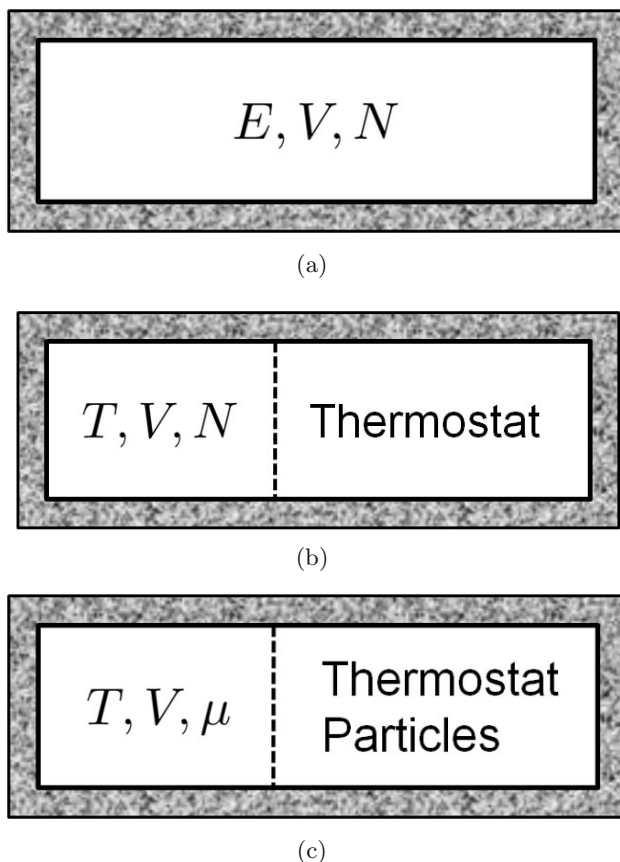 E, V, N
(a)
T, V, N
Thermostat
(b)
T, V, μ
Thermostat
Particles
(c)